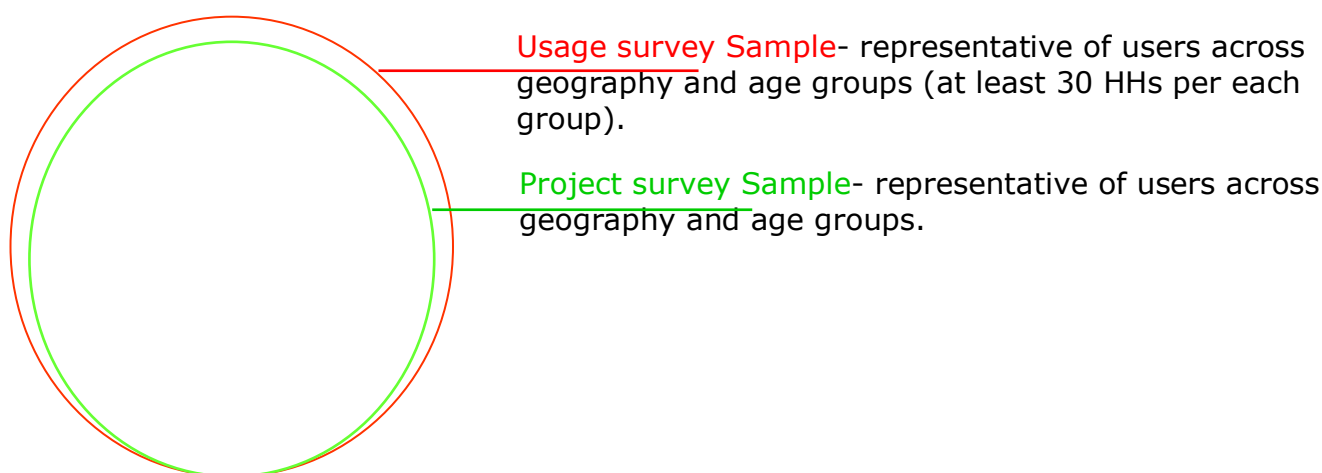 Usage survey Sample- representative of users across
geography and age groups (at least 30 HHs per each
group).
Project survey Sample- representative of users across
geography and age groups.